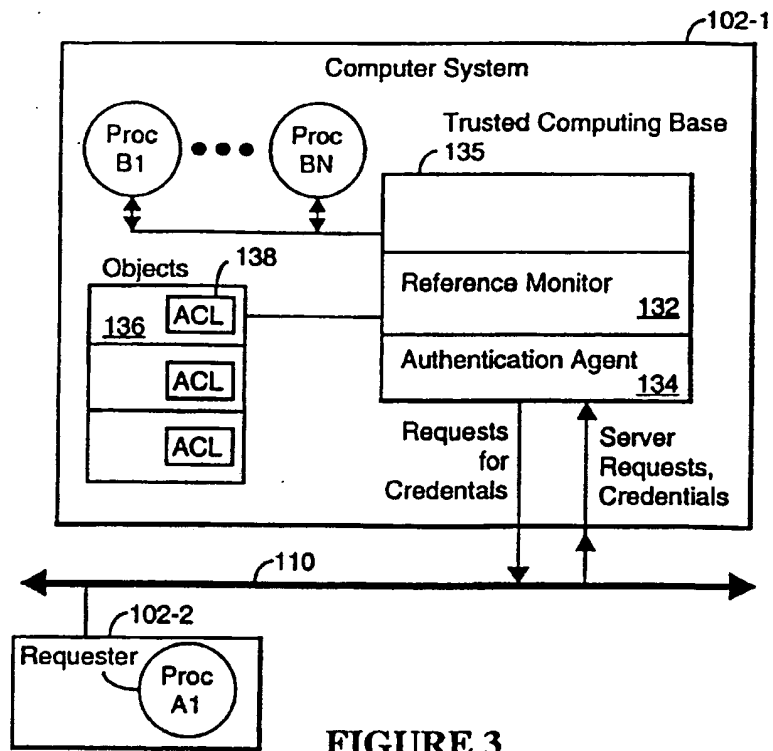 102-1
Computer System
Proc
B1
Proc
BN
Trusted Computing Base
135
Objects
138
136
ACL
ACL
ACL
Reference Monitor
132
Authentication Agent
134
Requests
for
Credentals
Server
Requests,
Credentials
110
102-2
Requester
Proc
A1
FIGURE 3